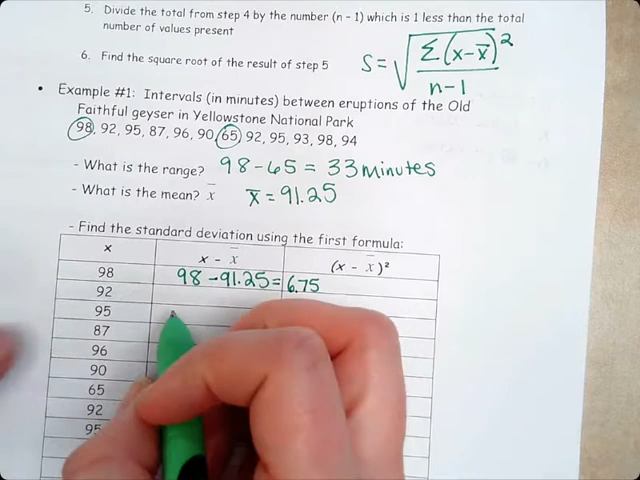 5. Divide the total from step 4 by the number (n - 1) which is 1 less than the total
number of values present
6. Find the square root of the result of step 5
S = √ Σ(x-x̅)² / n-1
• Example #1: Intervals (in minutes) between eruptions of the Old
Faithful geyser in Yellowstone National Park
98, 92, 95, 87, 96, 90, 65, 92, 95, 93, 98, 94
- What is the range? 98 - 65 = 33 minutes
- What is the mean? x̅ x̅ = 91.25
- Find the standard deviation using the first formula:
x x - x̅ (x - x̅)²
98 98 - 91.25 = 6.75
92
95
87
96
90
65
92
95